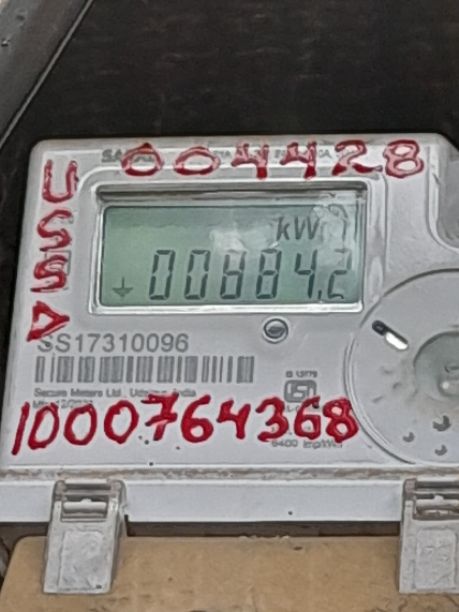 004428
USSA
kWh
00884.2
SS17310096
Secure Meters Ltd., Udaipur, India
1000764368
6400 imp/kWh